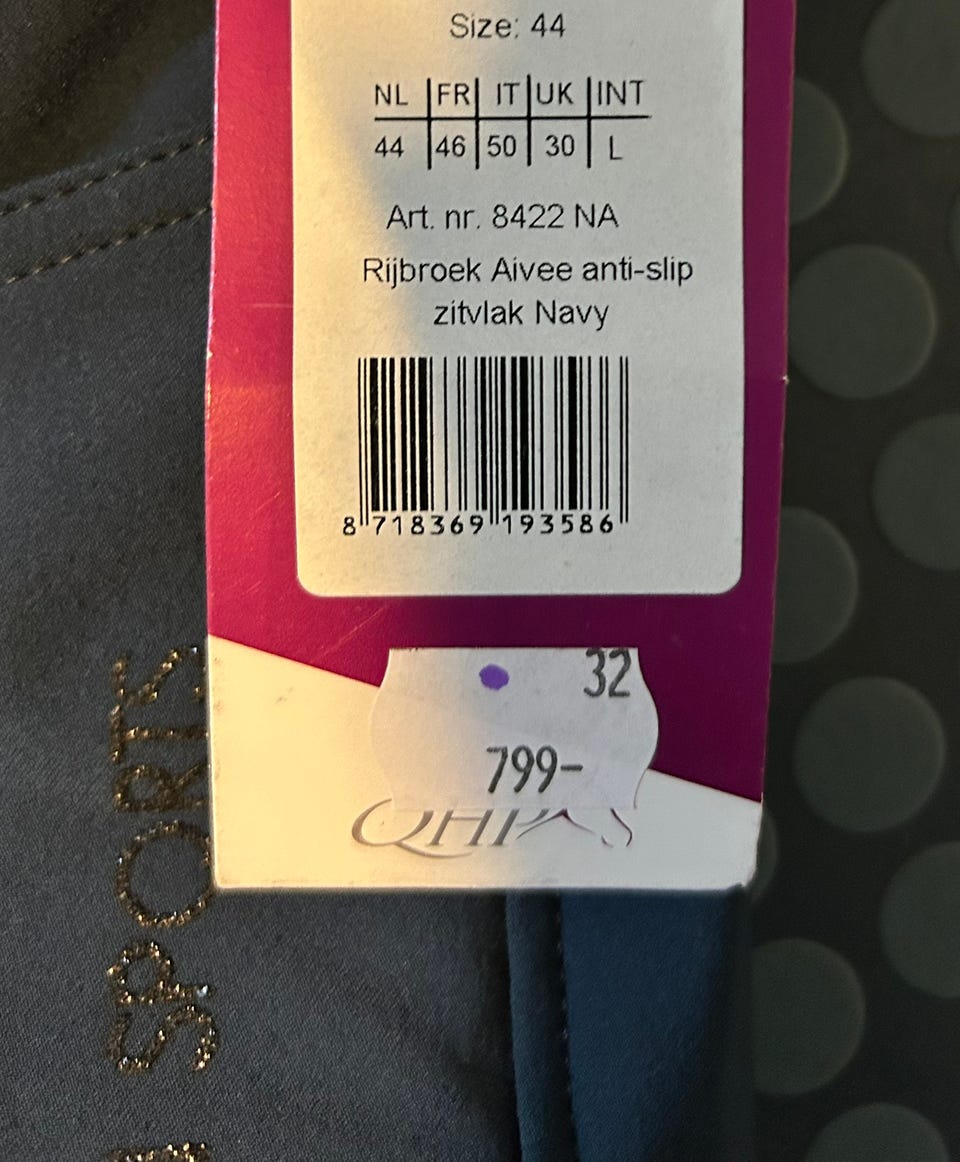 Size: 44
NL FR IT UK INT
44 46 50 30 L
Art. nr. 8422 NA
Rijbroek Aivee anti-slip
zitvlak Navy
8 718369 193586
32
799-
SPORTS